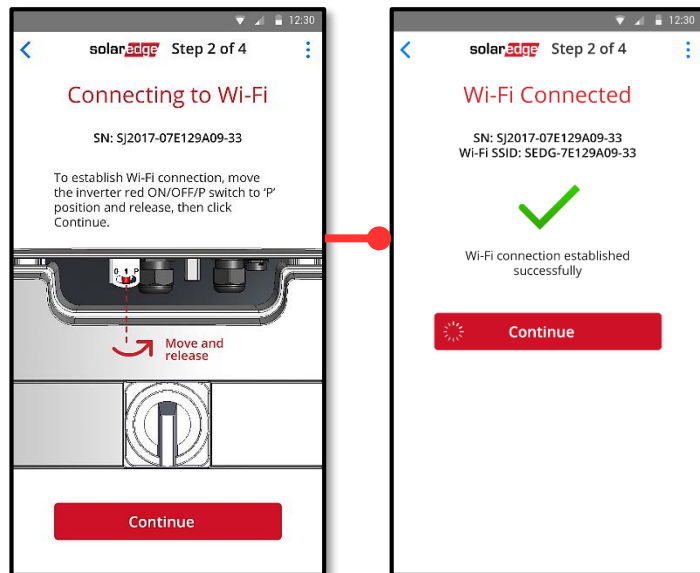 12:30
solaredge Step 2 of 4
Connecting to Wi-Fi
SN: SJ2017-07E129A09-33
To establish Wi-Fi connection, move
the inverter red ON/OFF/P switch to ‘P’
position and release, then click
Continue.
0 1 P
Move and
release
Continue
12:30
solaredge Step 2 of 4
Wi-Fi Connected
SN: SJ2017-07E129A09-33
Wi-Fi SSID: SEDG-7E129A09-33
Wi-Fi connection established
successfully
Continue